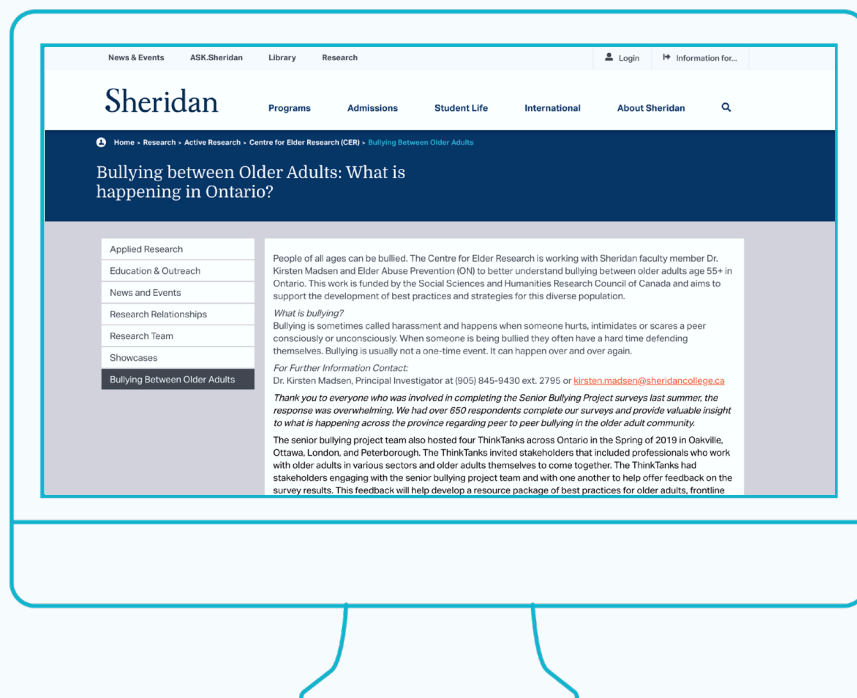 News & Events ASK.Sheridan Library Research Login Information for...
Sheridan Programs Admissions Student Life International About Sheridan
Home > Research > Active Research > Centre for Elder Research (CER) > Bullying Between Older Adults
Bullying between Older Adults: What is
happening in Ontario?
Applied Research
Education & Outreach
News and Events
Research Relationships
Research Team
Showcases
Bullying Between Older Adults
People of all ages can be bullied. The Centre for Elder Research is working with Sheridan faculty member Dr.
Kirsten Madsen and Elder Abuse Prevention (ON) to better understand bullying between older adults age 55+ in
Ontario. This work is funded by the Social Sciences and Humanities Research Council of Canada and aims to
support the development of best practices and strategies for this diverse population.
What is bullying?
Bullying is sometimes called harassment and happens when someone hurts, intimidates or scares a peer
consciously or unconsciously. When someone is being bullied they often have a hard time defending
themselves. Bullying is usually not a one-time event. It can happen over and over again.
For Further Information Contact:
Dr. Kirsten Madsen, Principal Investigator at (905) 845-9430 ext. 2795 or kirsten.madsen@sheridancollege.ca
Thank you to everyone who was involved in completing the Senior Bullying Project surveys last summer, the
response was overwhelming. We had over 650 respondents complete our surveys and provide valuable insight
to what is happening across the province regarding peer to peer bullying in the older adult community.
The senior bullying project team also hosted four ThinkTanks across Ontario in the Spring of 2019 in Oakville,
Ottawa, London, and Peterborough. The ThinkTanks invited stakeholders that included professionals who work
with older adults in various sectors and older adults themselves to come together. The ThinkTanks had
stakeholders engaging with the senior bullying project team and with one another to help offer feedback on the
survey results. This feedback will help develop a resource package of best practices for older adults, frontline